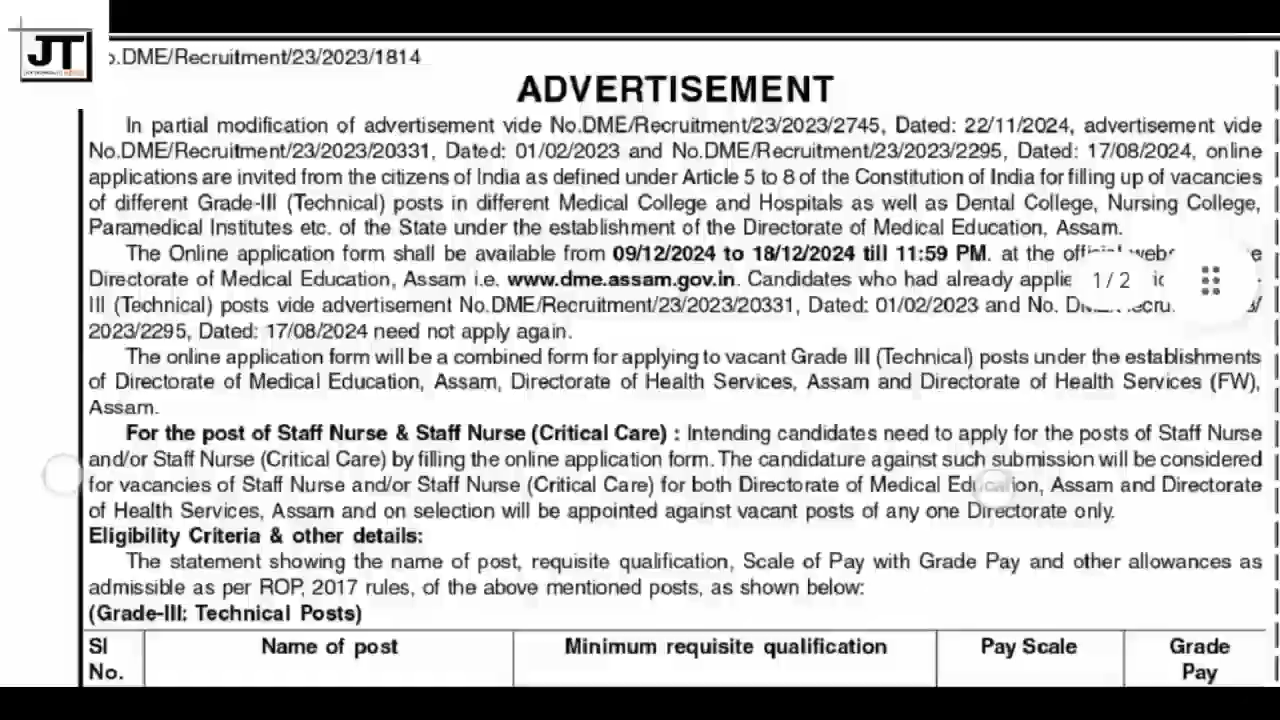 JT
o.DME/Recruitment/23/2023/1814
ADVERTISEMENT
In partial modification of advertisement vide No.DME/Recruitment/23/2023/2745, Dated: 22/11/2024, advertisement vide
No.DME/Recruitment/23/2023/20331, Dated: 01/02/2023 and No.DME/Recruitment/23/2023/2295, Dated: 17/08/2024, online
applications are invited from the citizens of India as defined under Article 5 to 8 of the Constitution of India for filling up of vacancies
of different Grade-III (Technical) posts in different Medical College and Hospitals as well as Dental College, Nursing College,
Paramedical Institutes etc. of the State under the establishment of the Directorate of Medical Education, Assam.
The Online application form shall be available from 09/12/2024 to 18/12/2024 till 11:59 PM. at the
Directorate of Medical Education, Assam i.e. www.dme.assam.gov.in. Candidates who had already applie
1/2
III (Technical) posts vide advertisement No.DME/Recruitment/23/2023/20331, Dated: 01/02/2023 and No.
2023/2295, Dated: 17/08/2024 need not apply again.
The online application form will be a combined form for applying to vacant Grade III (Technical) posts under the establishments
of Directorate of Medical Education, Assam, Directorate of Health Services, Assam and Directorate of Health Services (FW),
Assam.
For the post of Staff Nurse & Staff Nurse (Critical Care) : Intending candidates need to apply for the posts of Staff Nurse
and/or Staff Nurse (Critical Care) by filling the online application form. The candidature against such submission will be considered
for vacancies of Staff Nurse and/or Staff Nurse (Critical Care) for both Directorate of Medical Education, Assam and Directorate
of Health Services, Assam and on selection will be appointed against vacant posts of any one Directorate only.
Eligibility Criteria & other details:
The statement showing the name of post, requisite qualification, Scale of Pay with Grade Pay and other allowances as
admissible as per ROP, 2017 rules, of the above mentioned posts, as shown below:
(Grade-III: Technical Posts)
Sl No. Name of post Minimum requisite qualification Pay Scale Grade Pay